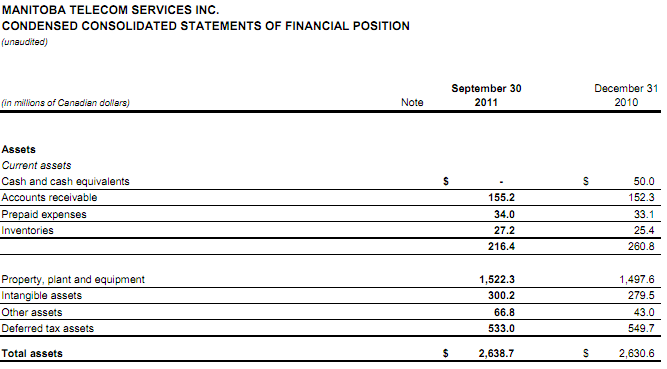 MANITOBA TELECOM SERVICES INC.
CONDENSED CONSOLIDATED STATEMENTS OF FINANCIAL POSITION
(unaudited)
September 30 December 31
(in millions of Canadian dollars) Note 2011 2010
Assets
Current assets
Cash and cash equivalents $ - $ 50.0
Accounts receivable 155.2 152.3
Prepaid expenses 34.0 33.1
Inventories 27.2 25.4
216.4 260.8
Property, plant and equipment 1,522.3 1,497.6
Intangible assets 300.2 279.5
Other assets 66.8 43.0
Deferred tax assets 533.0 549.7
Total assets $ 2,638.7 $ 2,630.6